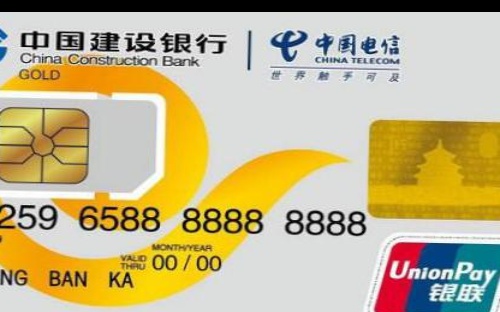 中国建设银行 中国电信
China Construction Bank CHINA TELECOM
GOLD 世界触手可及
259 6588 8888 8888
MONTH/YEAR
VALID THRU 00/00
NG BAN KA
UnionPay
银联